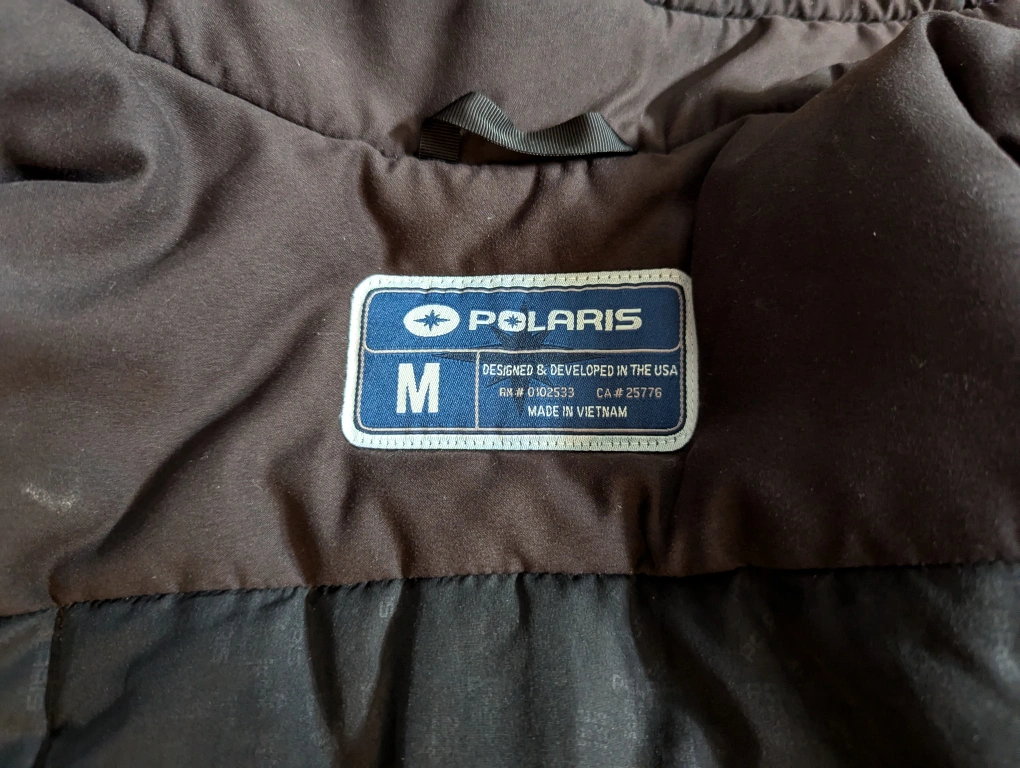 POLARIS
M
DESIGNED & DEVELOPED IN THE USA
RN# 0102533 CA# 25776
MADE IN VIETNAM